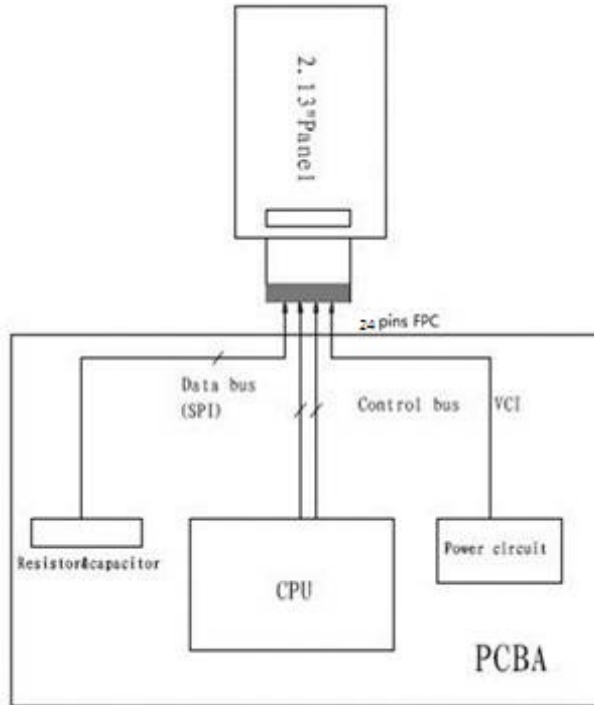 2.13"Panel
24 pins FPC
Data bus
(SPI)
Control bus
VCI
Resistor&capacitor
CPU
Power circuit
PCBA